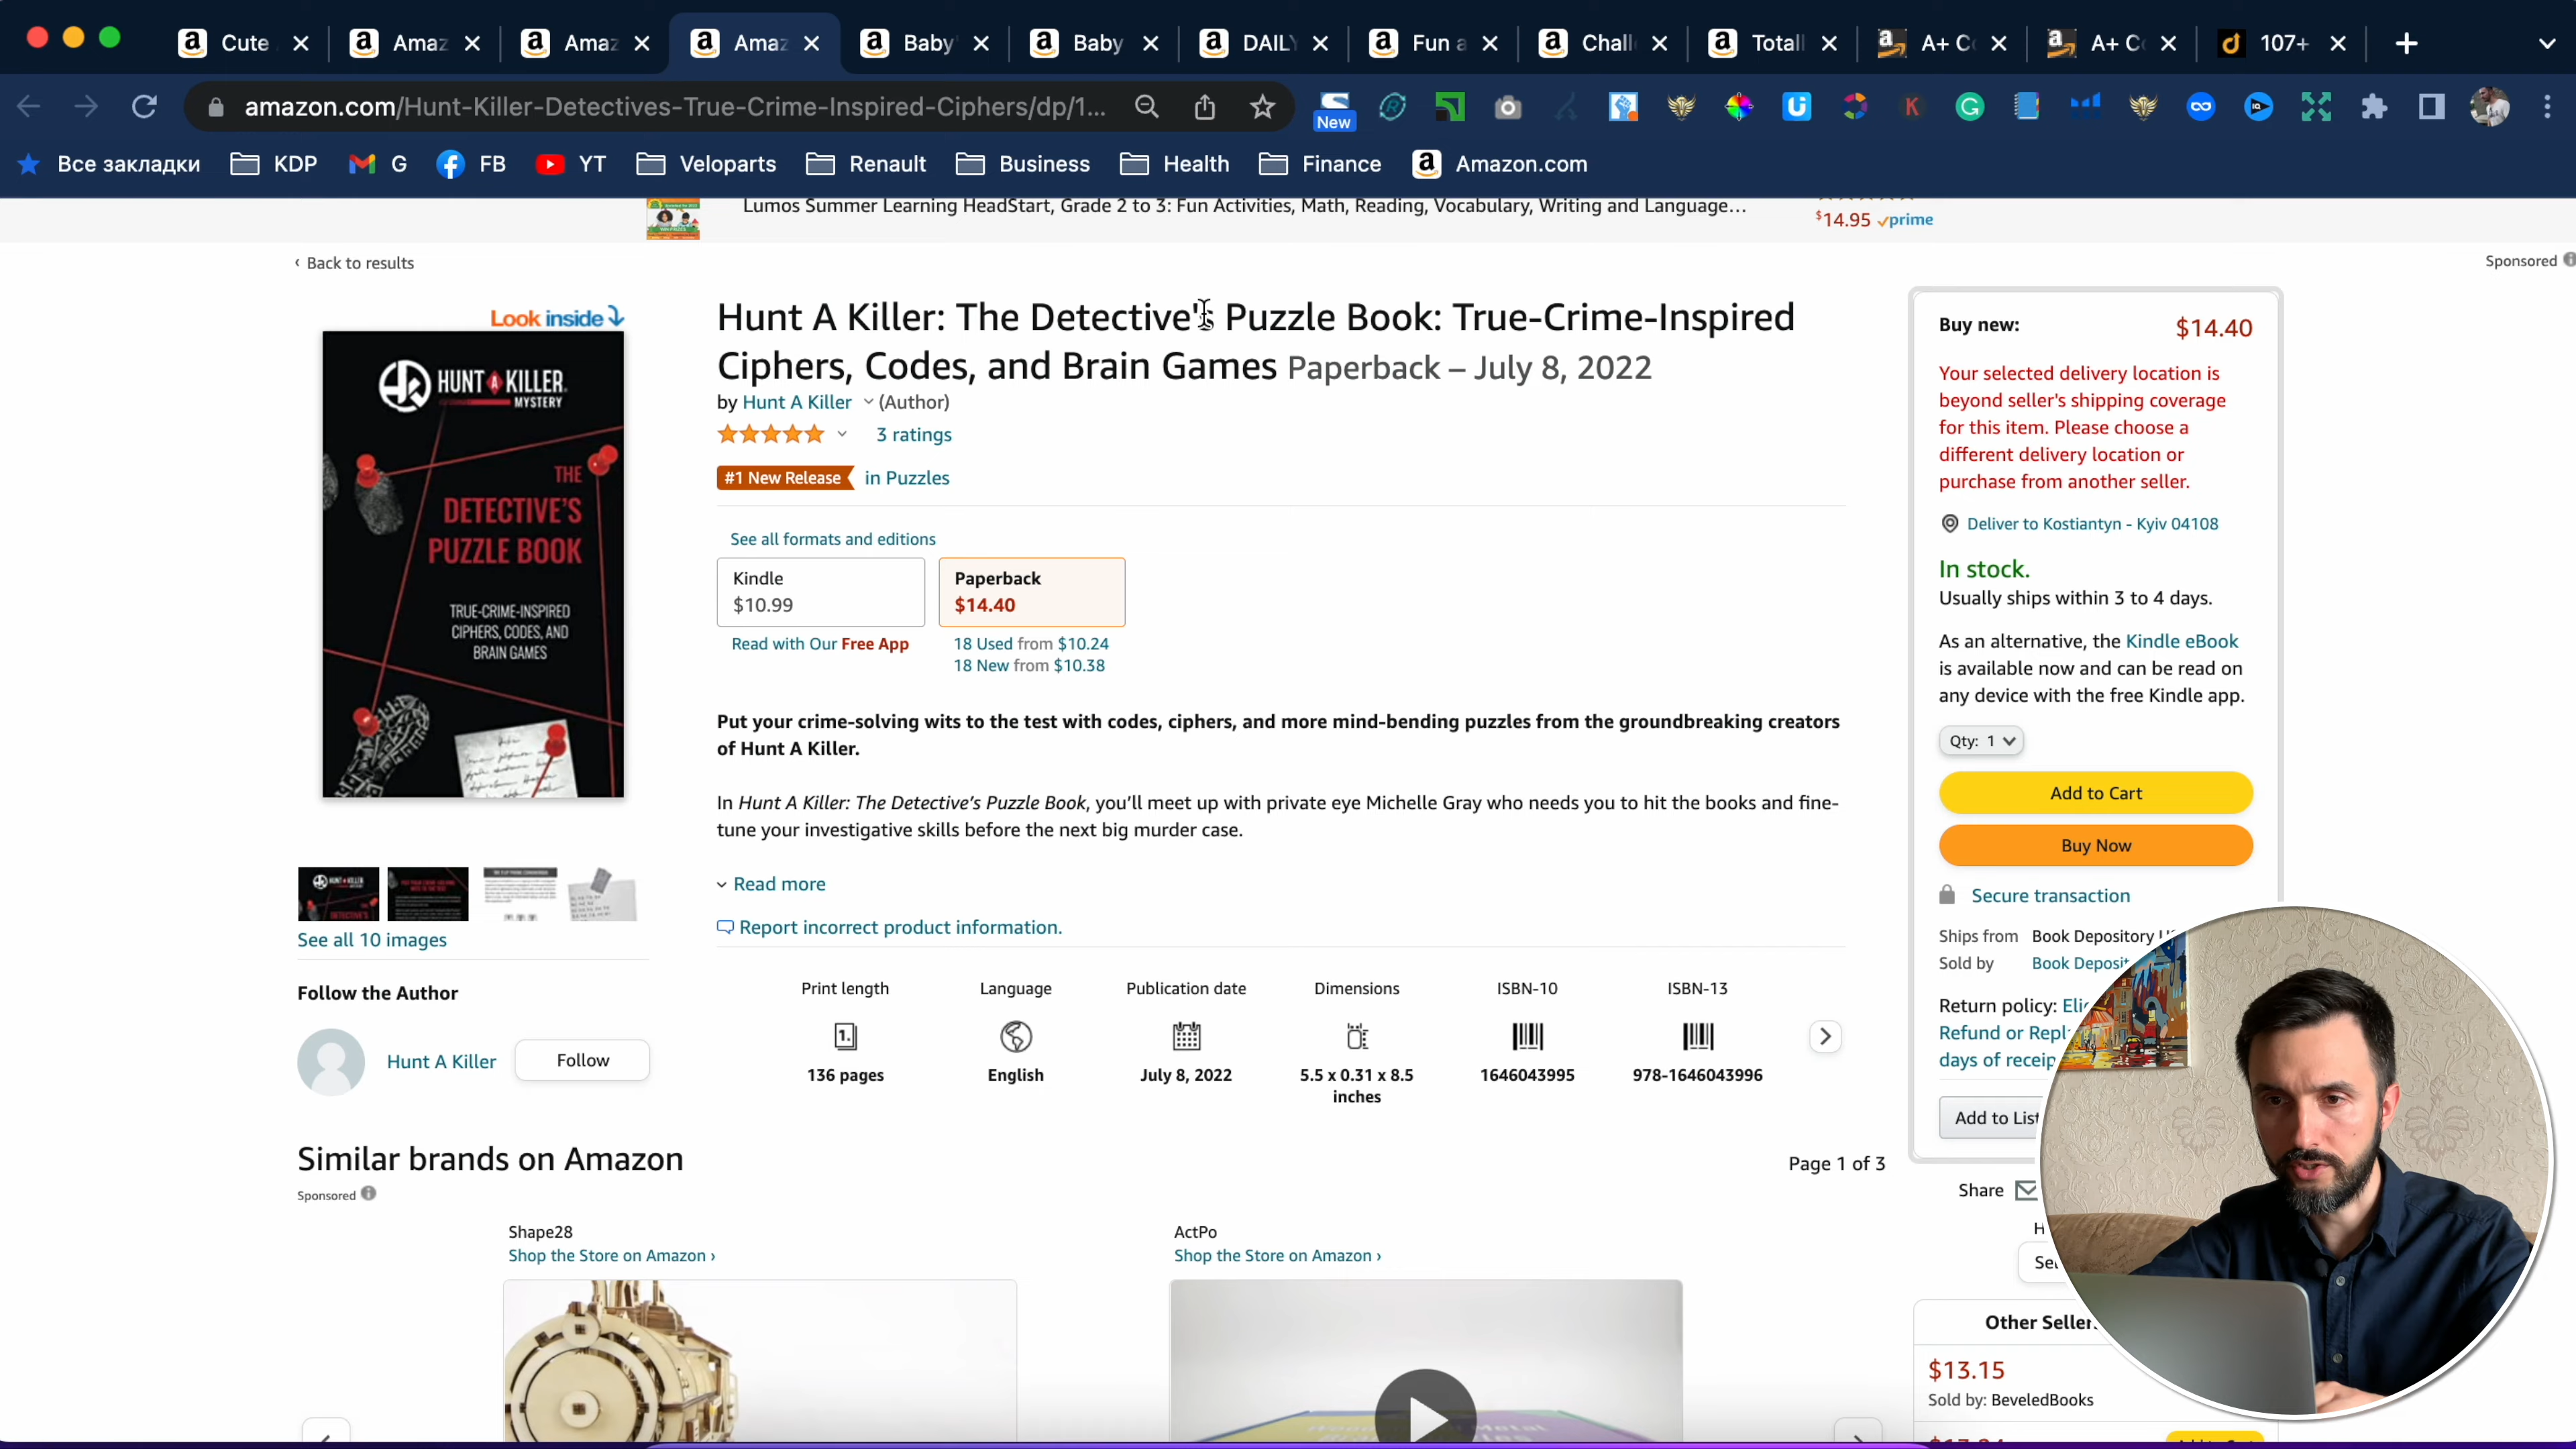 Cute
Amaz
Amaz
Amaz
Baby
Baby
DAILY
Fun a
Chall
Total
A+ C
A+ C
107+
amazon.com/Hunt-Killer-Detectives-True-Crime-Inspired-Ciphers/dp/1...
New
Все закладки
KDP
G
FB
YT
Veloparts
Renault
Business
Health
Finance
Amazon.com
Lumos Summer Learning HeadStart, Grade 2 to 3: Fun Activities, Math, Reading, Vocabulary, Writing and Language...
$14.95 prime
‹ Back to results
Sponsored
Look inside
HUNT A KILLER
MYSTERY
THE
DETECTIVE'S
PUZZLE BOOK
TRUE-CRIME-INSPIRED
CIPHERS, CODES, AND
BRAIN GAMES
See all 10 images
Follow the Author
Hunt A Killer
Follow
Hunt A Killer: The Detective's Puzzle Book: True-Crime-Inspired
Ciphers, Codes, and Brain Games Paperback – July 8, 2022
by Hunt A Killer (Author)
3 ratings
#1 New Release in Puzzles
See all formats and editions
Kindle
$10.99
Read with Our Free App
Paperback
$14.40
18 Used from $10.24
18 New from $10.38
Put your crime-solving wits to the test with codes, ciphers, and more mind-bending puzzles from the groundbreaking creators
of Hunt A Killer.
In Hunt A Killer: The Detective's Puzzle Book, you'll meet up with private eye Michelle Gray who needs you to hit the books and fine-
tune your investigative skills before the next big murder case.
Read more
Report incorrect product information.
Print length
136 pages
Language
English
Publication date
July 8, 2022
Dimensions
5.5 x 0.31 x 8.5
inches
ISBN-10
1646043995
ISBN-13
978-1646043996
Buy new: $14.40
Your selected delivery location is
beyond seller's shipping coverage
for this item. Please choose a
different delivery location or
purchase from another seller.
Deliver to Kostiantyn - Kyiv 04108
In stock.
Usually ships within 3 to 4 days.
As an alternative, the Kindle eBook
is available now and can be read on
any device with the free Kindle app.
Qty: 1
Add to Cart
Buy Now
Secure transaction
Ships from Book Depository
Sold by Book Deposit
Return policy: Eli
Refund or Repl
days of receip
Add to List
Share
Other Seller
$13.15
Sold by: BeveledBooks
Similar brands on Amazon
Page 1 of 3
Sponsored
Shape28
Shop the Store on Amazon ›
ActPo
Shop the Store on Amazon ›